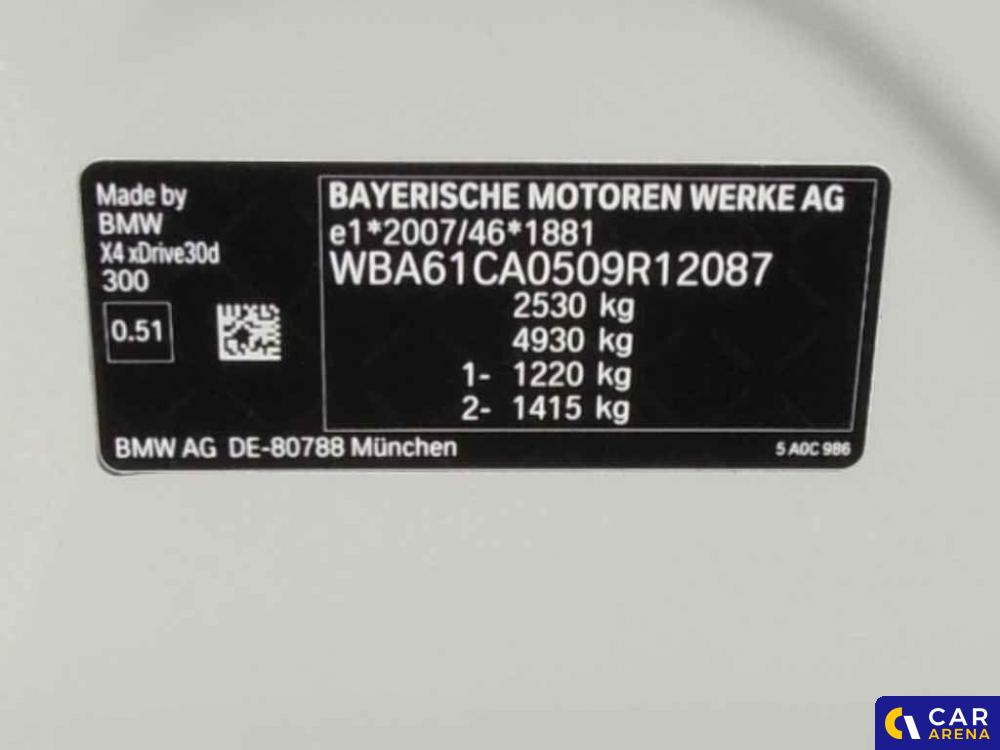 Made by
BMW
X4 xDrive30d
300
0.51
BAYERISCHE MOTOREN WERKE AG
e1*2007/46*1881
WBA61CA0509R12087
2530 kg
4930 kg
1- 1220 kg
2- 1415 kg
BMW AG DE-80788 München
5 A0C 986
CAR
ARENA